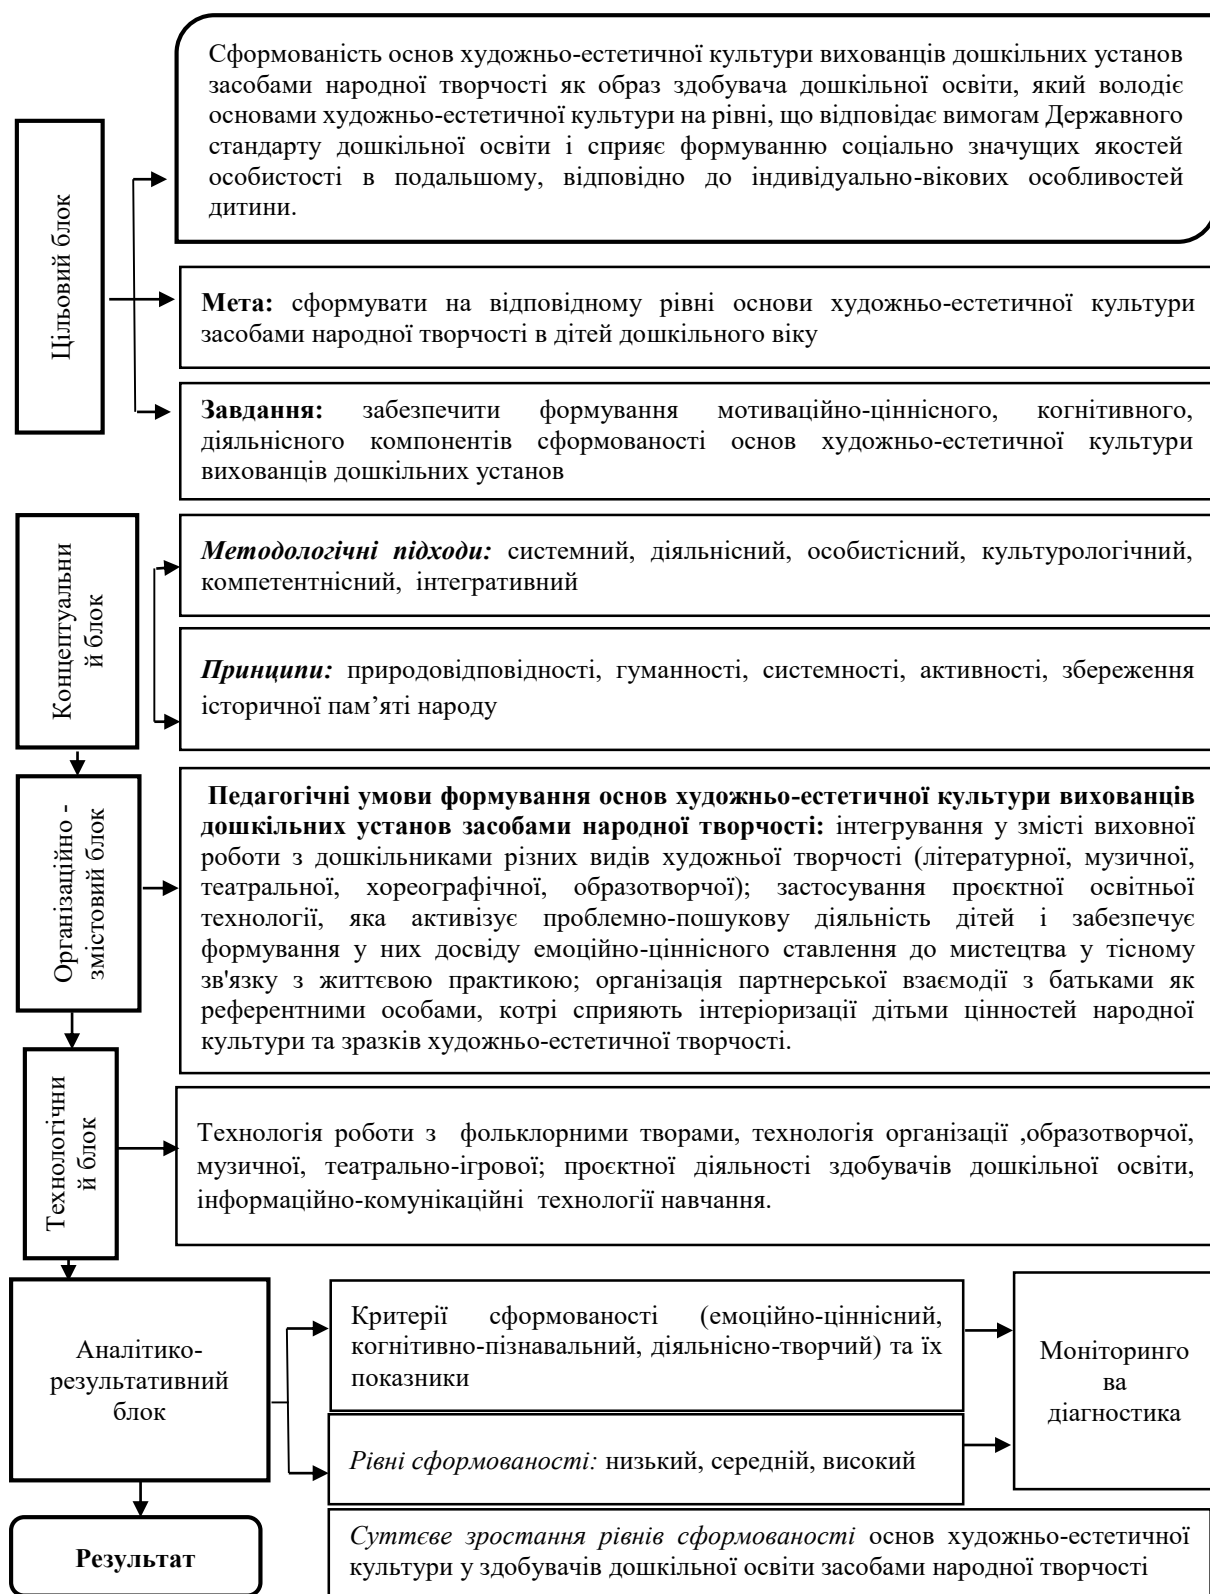 Цільовий блок
Сформованість основ художньо-естетичної культури вихованців дошкільних установ
засобами народної творчості як образ здобувача дошкільної освіти, який володіє
основами художньо-естетичної культури на рівні, що відповідає вимогам Державного
стандарту дошкільної освіти і сприяє формуванню соціально значущих якостей
особистості в подальшому, відповідно до індивідуально-вікових особливостей
дитини.
Мета: сформувати на відповідному рівні основи художньо-естетичної культури
засобами народної творчості в дітей дошкільного віку
Завдання: забезпечити формування мотиваційно-ціннісного, когнітивного,
діяльнісного компонентів сформованості основ художньо-естетичної культури
вихованців дошкільних установ
Концептуальни
й блок
Методологічні підходи: системний, діяльнісний, особистісний, культурологічний,
компетентнісний, інтегративний
Принципи: природовідповідності, гуманності, системності, активності, збереження
історичної пам’яті народу
Організаційно -
змістовий блок
Педагогічні умови формування основ художньо-естетичної культури вихованців
дошкільних установ засобами народної творчості: інтегрування у змісті виховної
роботи з дошкільниками різних видів художньої творчості (літературної, музичної,
театральної, хореографічної, образотворчої); застосування проєктної освітньої
технології, яка активізує проблемно-пошукову діяльність дітей і забезпечує
формування у них досвіду емоційно-ціннісного ставлення до мистецтва у тісному
зв'язку з життєвою практикою; організація партнерської взаємодії з батьками як
референтними особами, котрі сприяють інтеріоризації дітьми цінностей народної
культури та зразків художньо-естетичної творчості.
Технологічни
й блок
Технологія роботи з фольклорними творами, технологія організації ,образотворчої,
музичної, театрально-ігрової; проєктної діяльності здобувачів дошкільної освіти,
інформаційно-комунікаційні технології навчання.
Аналітико-
результативний
блок
Критерії сформованості (емоційно-ціннісний,
когнітивно-пізнавальний, діяльнісно-творчий) та їх
показники
Рівні сформованості: низький, середній, високий
Моніторинго
ва
діагностика
Результат
Суттєве зростання рівнів сформованості основ художньо-естетичної
культури у здобувачів дошкільної освіти засобами народної творчості